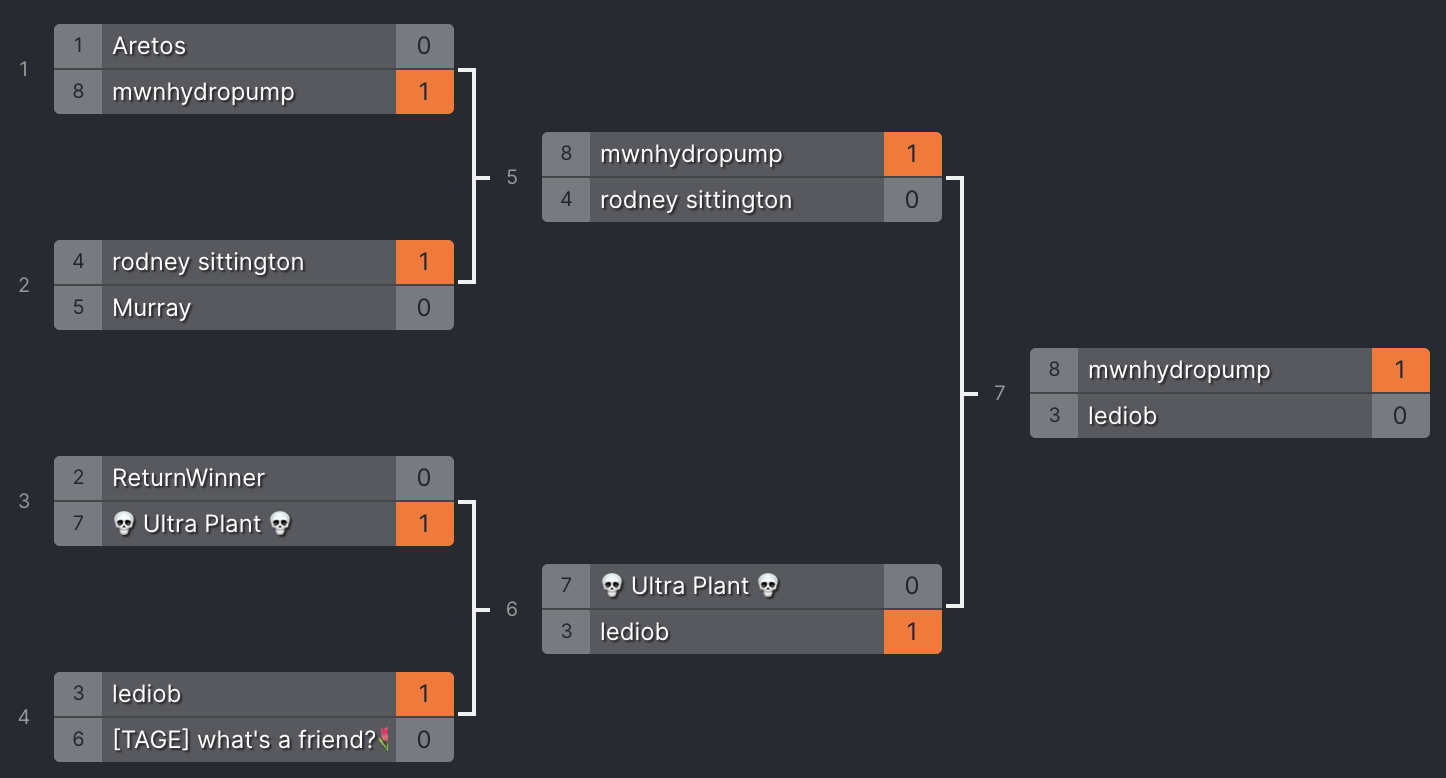 1
1 Aretos 0
8 mwnhydropump 1
2
4 rodney sittington 1
5 Murray 0
3
2 ReturnWinner 0
7 💀 Ultra Plant 💀 1
4
3 lediob 1
6 [TAGE] what's a friend?🌷 0
5
8 mwnhydropump 1
4 rodney sittington 0
6
7 💀 Ultra Plant 💀 0
3 lediob 1
7
8 mwnhydropump 1
3 lediob 0